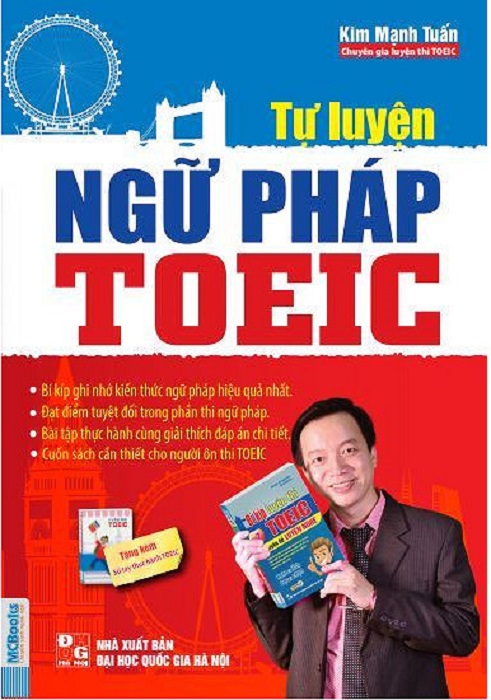 Kim Mạnh Tuấn
Chuyên gia luyện thi TOEIC
Tự luyện
NGỮ PHÁP
TOEIC
• Bí kíp ghi nhớ kiến thức ngữ pháp hiệu quả nhất.
• Đạt điểm tuyệt đối trong phần thi ngữ pháp.
• Bài tập thực hành cùng giải thích đáp án chi tiết.
• Cuốn sách cần thiết cho người ôn thi TOEIC
TOEIC
Tặng kèm
TOEIC
LUYỆN NGHE
MCBooks
NHÀ XUẤT BẢN
ĐẠI HỌC QUỐC GIA HÀ NỘI